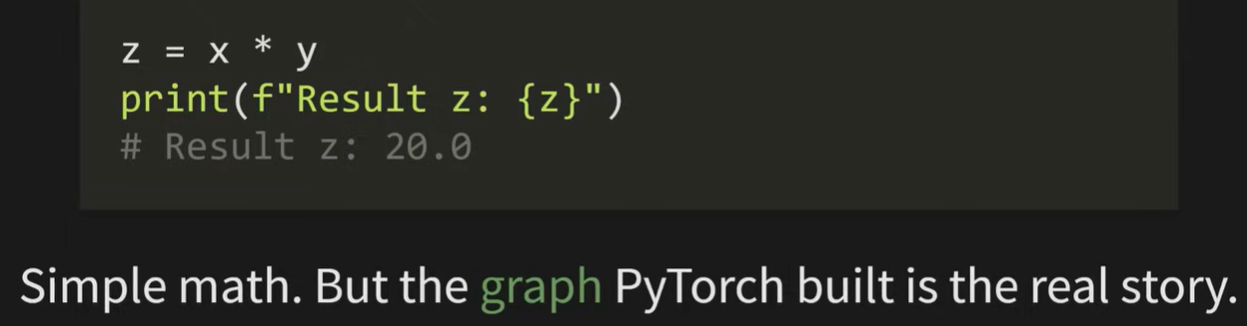 z = x * y
print(f"Result z: {z}")
# Result z: 20.0
Simple math. But the graph PyTorch built is the real story.